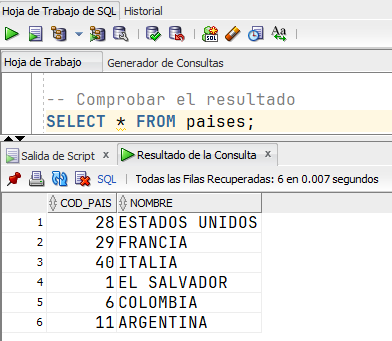 Hoja de Trabajo de SQL Historial
Hoja de Trabajo Generador de Consultas
-- Comprobar el resultado
SELECT * FROM paises;
Salida de Script x Resultado de la Consulta x
SQL | Todas las Filas Recuperadas: 6 en 0.007 segundos
COD_PAIS NOMBRE
1 28 ESTADOS UNIDOS
2 29 FRANCIA
3 40 ITALIA
4 1 EL SALVADOR
5 6 COLOMBIA
6 11 ARGENTINA